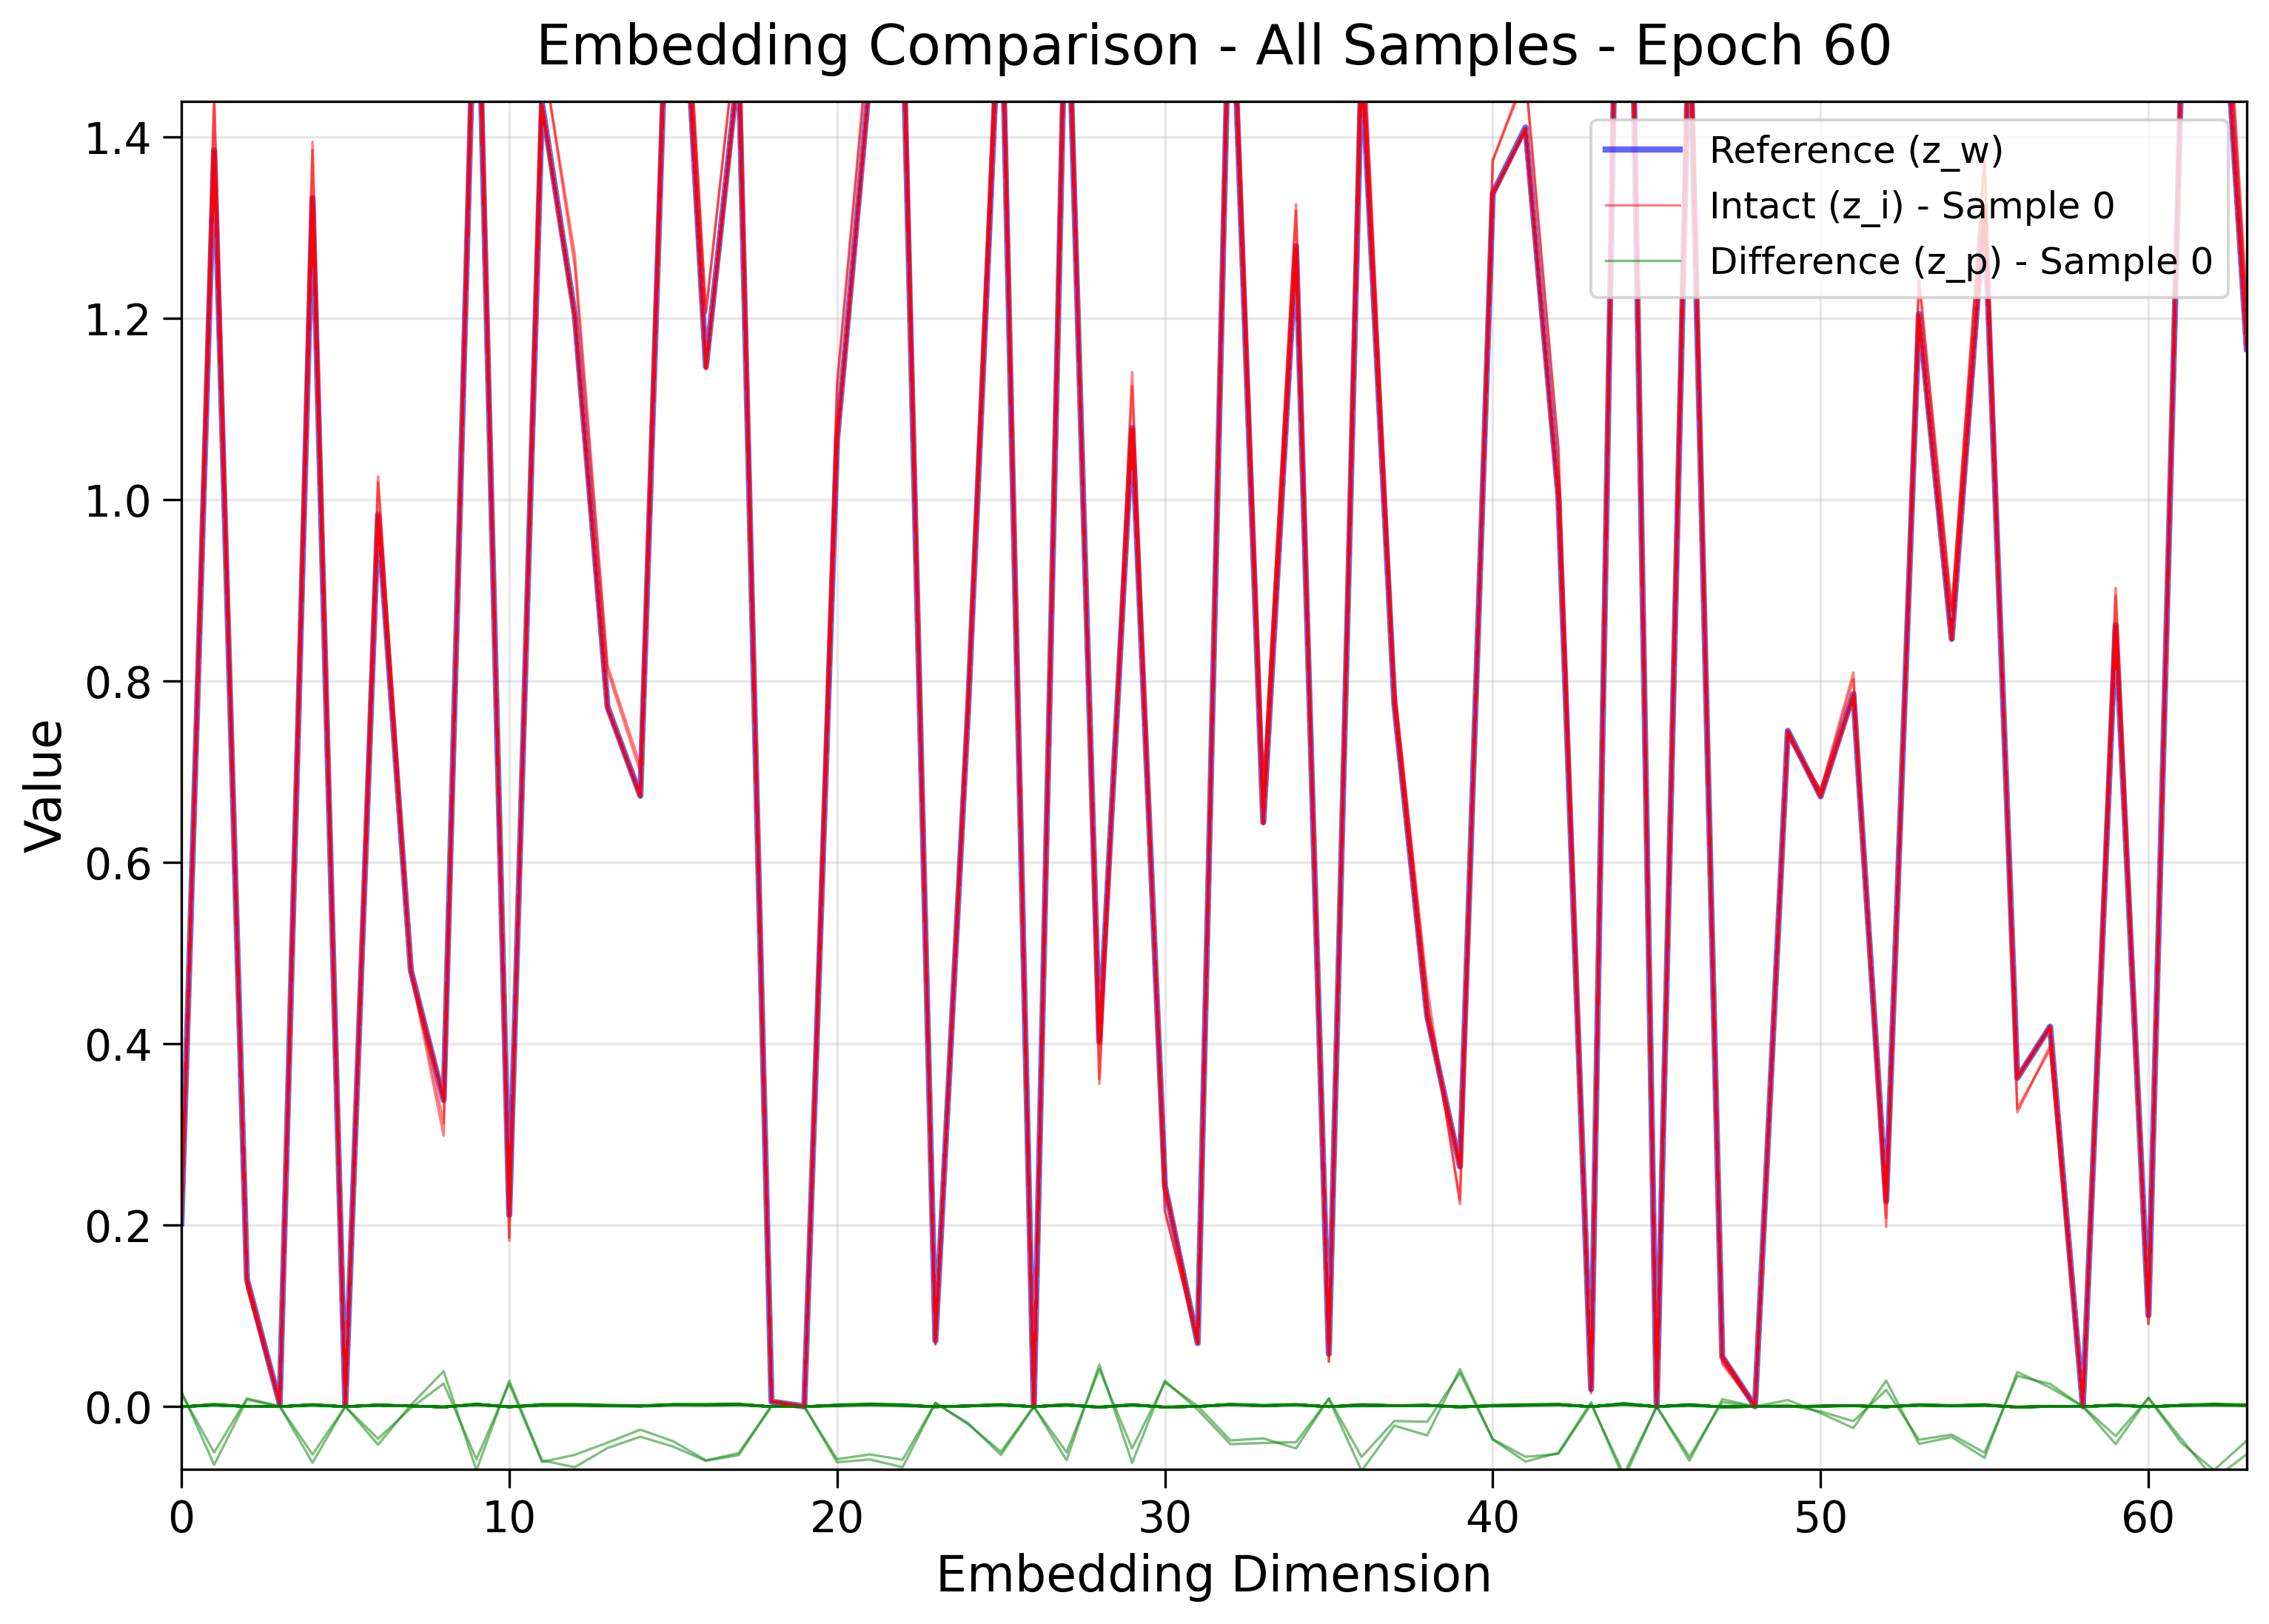 Embedding Comparison - All Samples - Epoch 60
Reference (z_w)
Intact (z_i) - Sample 0
Difference (z_p) - Sample 0
1.4
1.2
1.0
0.8
0.6
0.4
0.2
0.0
Value
0 10 20 30 40 50 60
Embedding Dimension